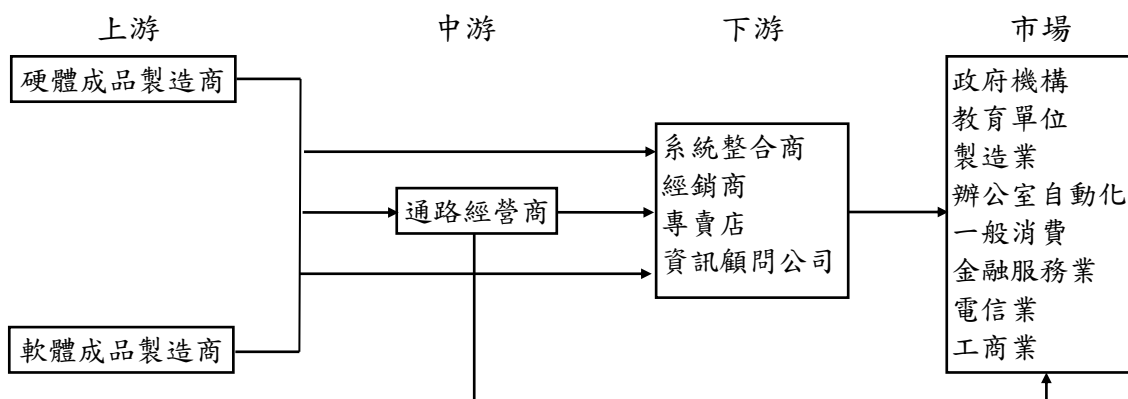 上游
中游
下游
市場
硬體成品製造商
軟體成品製造商
通路經營商
系統整合商
經銷商
專賣店
資訊顧問公司
政府機構
教育單位
製造業
辦公室自動化
一般消費
金融服務業
電信業
工商業